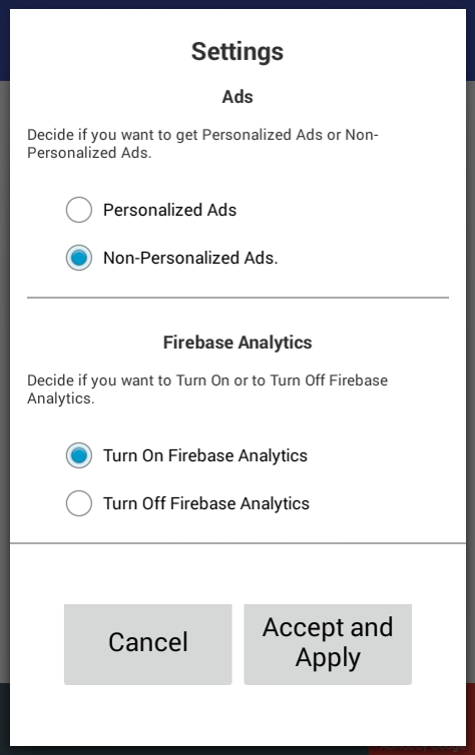 Settings
Ads
Decide if you want to get Personalized Ads or Non-
Personalized Ads.
Personalized Ads
Non-Personalized Ads.
Firebase Analytics
Decide if you want to Turn On or to Turn Off Firebase
Analytics.
Turn On Firebase Analytics
Turn Off Firebase Analytics
Cancel
Accept and
Apply